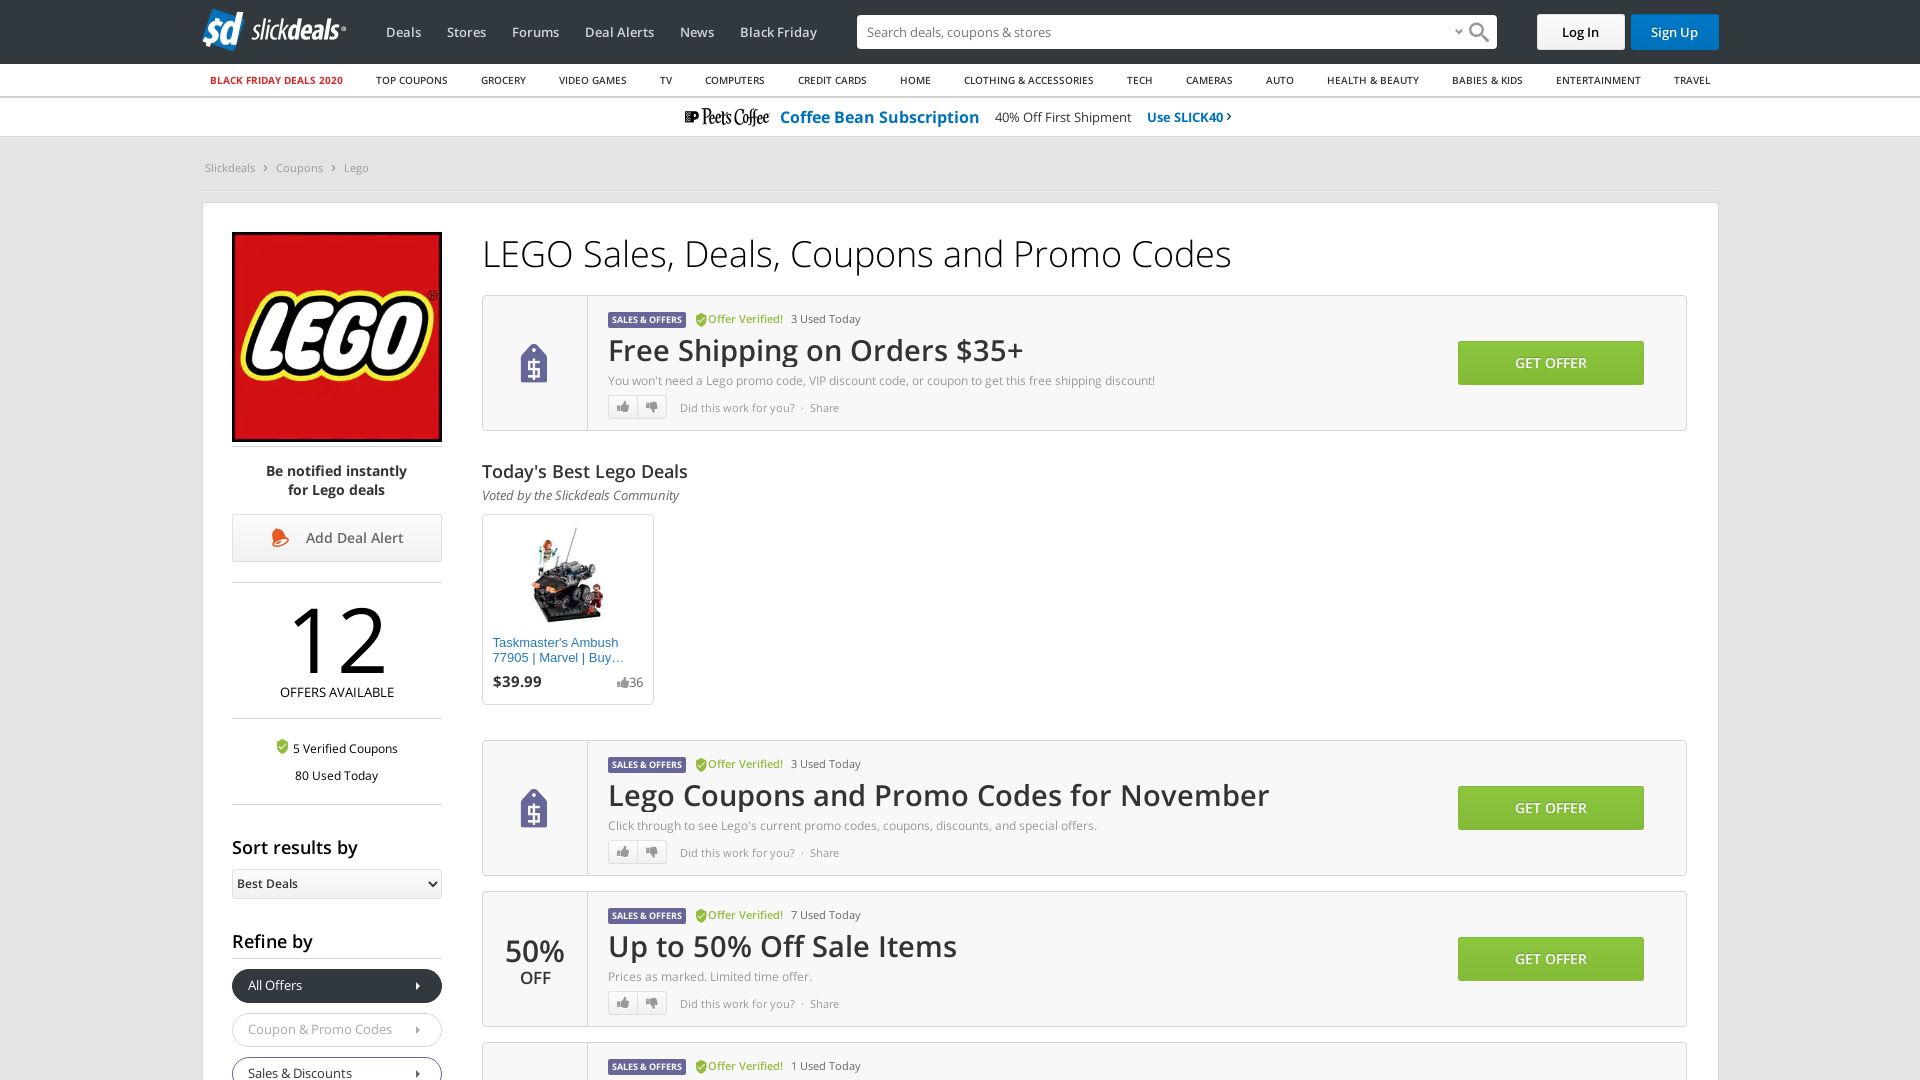 sd slickdeals®
Deals
Stores
Forums
Deal Alerts
News
Black Friday
Search deals, coupons & stores
Log In
Sign Up
BLACK FRIDAY DEALS 2020
TOP COUPONS
GROCERY
VIDEO GAMES
TV
COMPUTERS
CREDIT CARDS
HOME
CLOTHING & ACCESSORIES
TECH
CAMERAS
AUTO
HEALTH & BEAUTY
BABIES & KIDS
ENTERTAINMENT
TRAVEL
Peet's Coffee Coffee Bean Subscription 40% Off First Shipment Use SLICK40
Slickdeals > Coupons > Lego
LEGO®
Be notified instantly
for Lego deals
Add Deal Alert
12
OFFERS AVAILABLE
5 Verified Coupons
80 Used Today
Sort results by
Best Deals
Refine by
All Offers
Coupon & Promo Codes
Sales & Discounts
LEGO Sales, Deals, Coupons and Promo Codes
SALES & OFFERS Offer Verified! 3 Used Today
Free Shipping on Orders $35+
You won't need a Lego promo code, VIP discount code, or coupon to get this free shipping discount!
Did this work for you? · Share
GET OFFER
Today's Best Lego Deals
Voted by the Slickdeals Community
Taskmaster's Ambush
77905 | Marvel | Buy…
$39.99 36
SALES & OFFERS Offer Verified! 3 Used Today
Lego Coupons and Promo Codes for November
Click through to see Lego's current promo codes, coupons, discounts, and special offers.
Did this work for you? · Share
GET OFFER
50%
OFF
SALES & OFFERS Offer Verified! 7 Used Today
Up to 50% Off Sale Items
Prices as marked. Limited time offer.
Did this work for you? · Share
GET OFFER
SALES & OFFERS Offer Verified! 1 Used Today